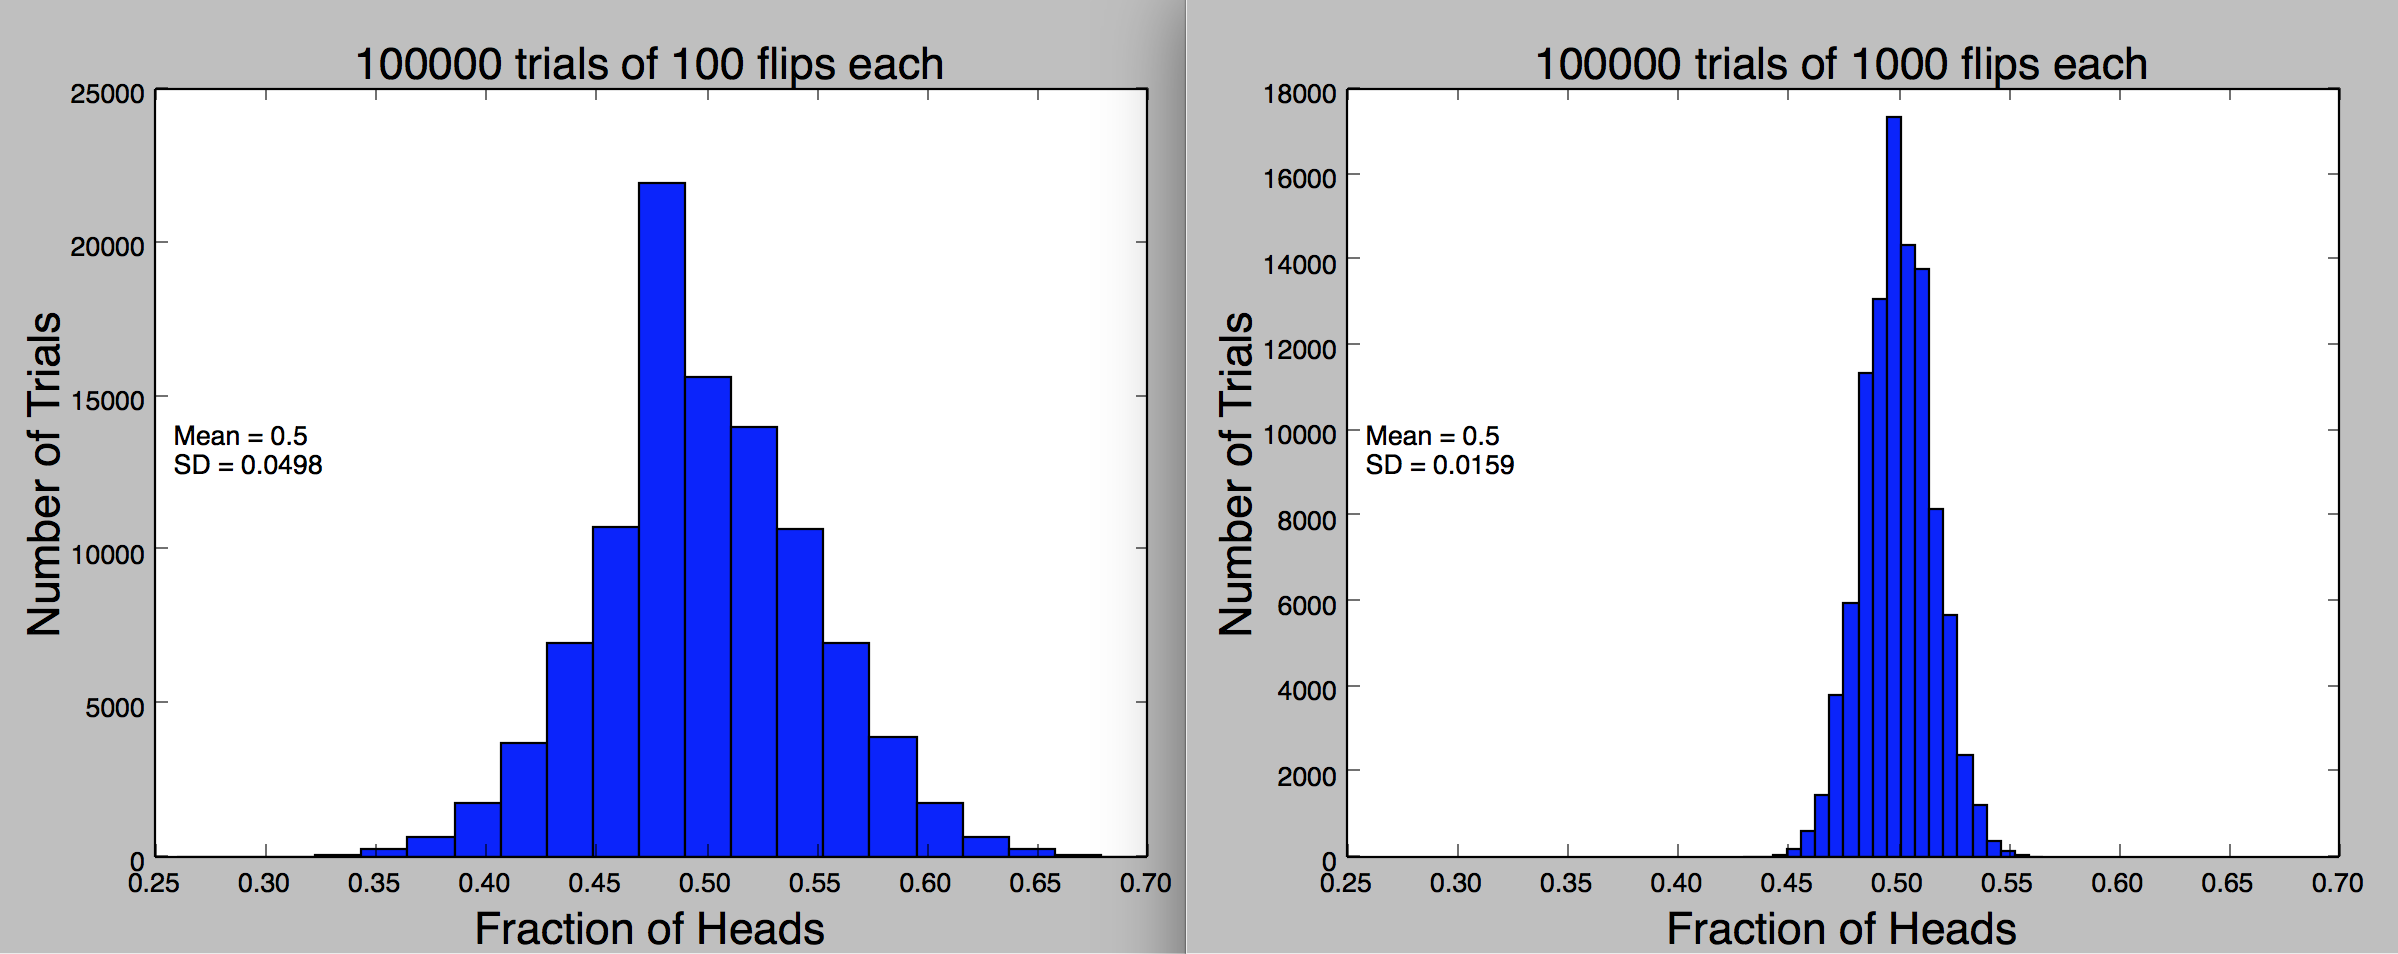 100000 trials of 100 flips each
25000
20000
15000
10000
5000
0
Number of Trials
Mean = 0.5
SD = 0.0498
0.25 0.30 0.35 0.40 0.45 0.50 0.55 0.60 0.65 0.70
Fraction of Heads
100000 trials of 1000 flips each
18000
16000
14000
12000
10000
8000
6000
4000
2000
0
Number of Trials
Mean = 0.5
SD = 0.0159
0.25 0.30 0.35 0.40 0.45 0.50 0.55 0.60 0.65 0.70
Fraction of Heads